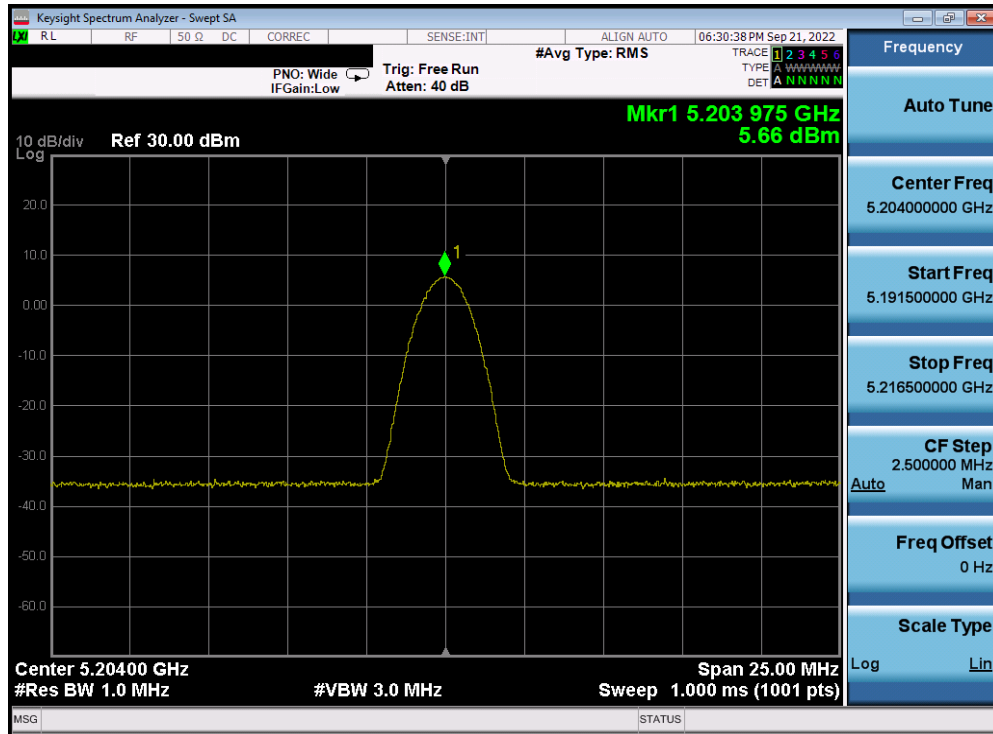 Keysight Spectrum Analyzer - Swept SA
LXI RL RF 50 Ω DC CORREC SENSE:INT ALIGN AUTO 06:30:38 PM Sep 21, 2022
PNO: Wide
IFGain:Low
Trig: Free Run
Atten: 40 dB
#Avg Type: RMS
TRACE 1 2 3 4 5 6
TYPE A WWWWW
DET A N N N N N
Mkr1 5.203 975 GHz
5.66 dBm
10 dB/div Ref 30.00 dBm
Log
20.0
10.0
0.00
-10.0
-20.0
-30.0
-40.0
-50.0
-60.0
1
Center 5.20400 GHz Span 25.00 MHz
#Res BW 1.0 MHz #VBW 3.0 MHz Sweep 1.000 ms (1001 pts)
MSG STATUS
Frequency
Auto Tune
Center Freq
5.204000000 GHz
Start Freq
5.191500000 GHz
Stop Freq
5.216500000 GHz
CF Step
2.500000 MHz
Auto Man
Freq Offset
0 Hz
Scale Type
Log Lin